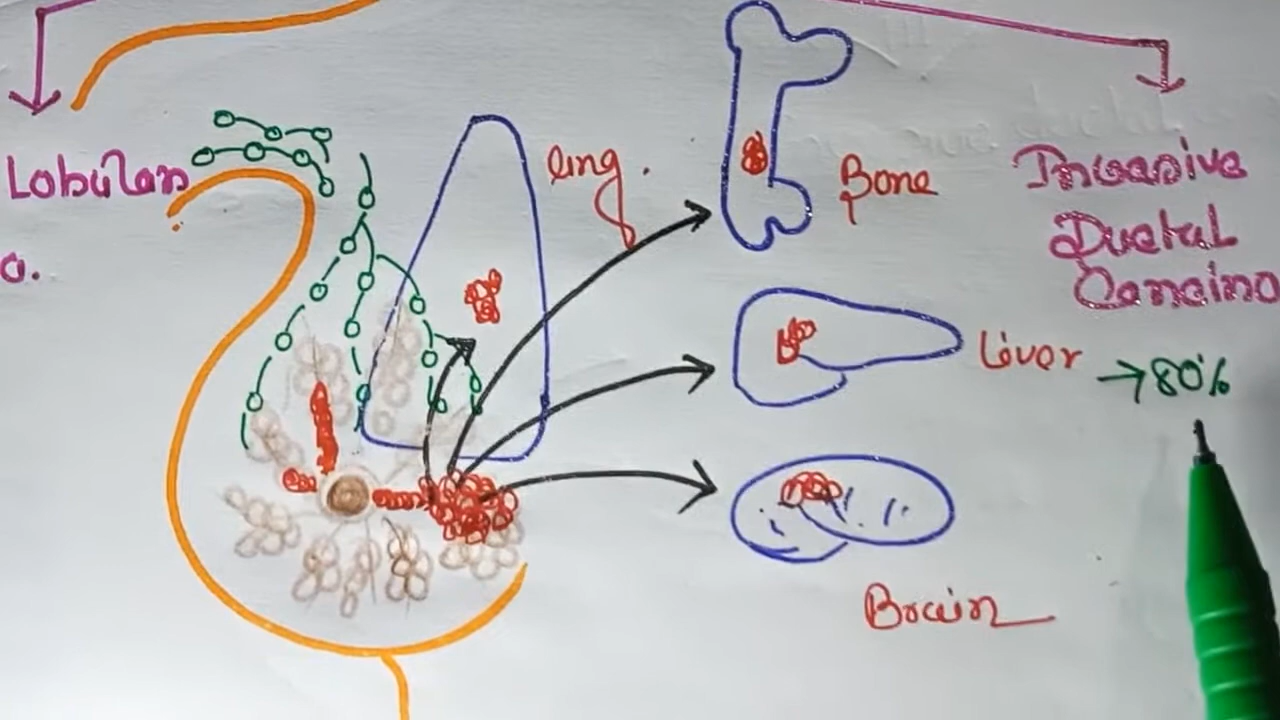 Lobular
a.
Lung.
Bone
Invasive
Ductal
Carcino
Liver
→80%
Brain